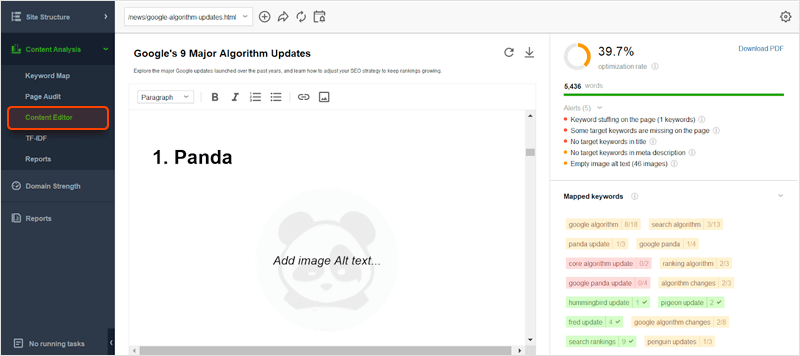 Site Structure
Content Analysis
Keyword Map
Page Audit
Content Editor
TF-IDF
Reports
Domain Strength
Reports
No running tasks
/news/google-algorithm-updates.html
Google's 9 Major Algorithm Updates
Explore the major Google updates launched over the past years, and learn how to adjust your SEO strategy to keep rankings growing.
Paragraph B I
1. Panda
Add image Alt text...
39.7%
optimization rate
Download PDF
5,436 words
Alerts (5)
Keyword stuffing on the page (1 keywords)
Some target keywords are missing on the page
No target keywords in title
No target keywords in meta description
Empty image alt text (46 images)
Mapped keywords
google algorithm 8/18 search algorithm 3/13
panda update 1/3 google panda 1/4
core algorithm update 0/2 ranking algorithm 2/3
google panda update 0/4 algorithm changes 2/3
hummingbird update 1 pigeon update 2
fred update 4 google algorithm changes 2/8
search rankings 9 penguin updates 1/3